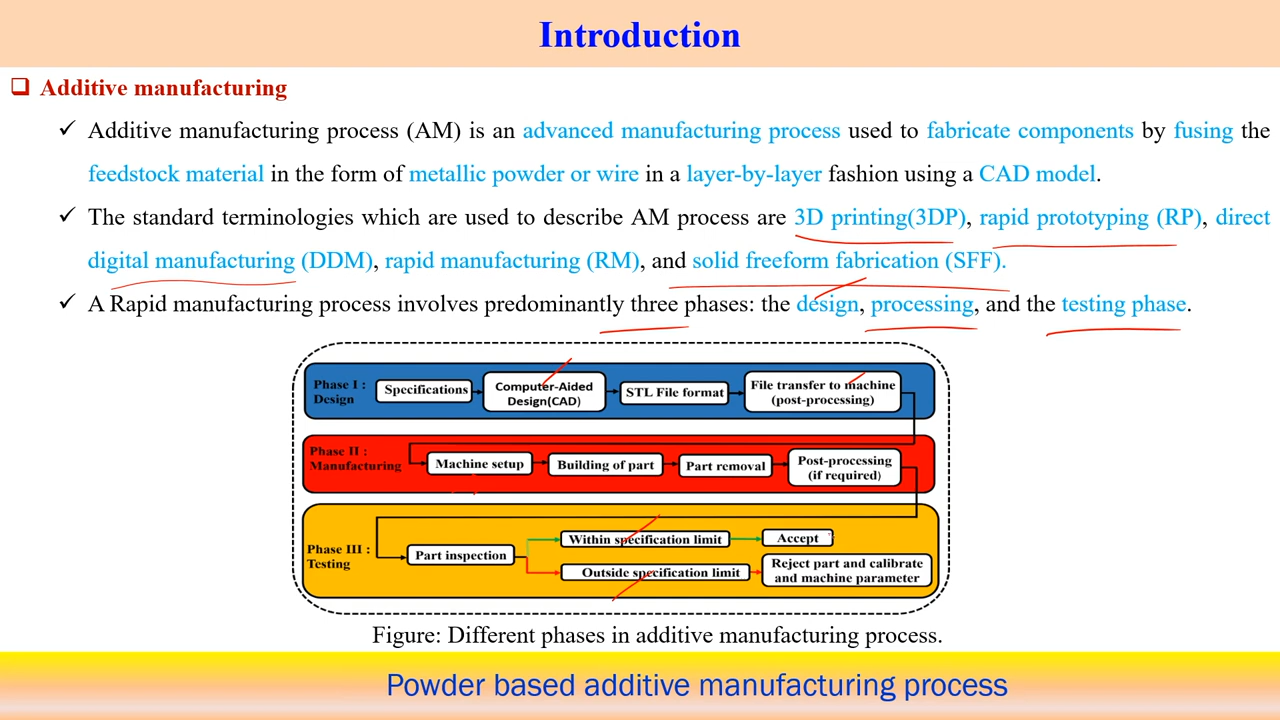 Introduction
Additive manufacturing
Additive manufacturing process (AM) is an advanced manufacturing process used to fabricate components by fusing the
feedstock material in the form of metallic powder or wire in a layer-by-layer fashion using a CAD model.
The standard terminologies which are used to describe AM process are 3D printing(3DP), rapid prototyping (RP), direct
digital manufacturing (DDM), rapid manufacturing (RM), and solid freeform fabrication (SFF).
A Rapid manufacturing process involves predominantly three phases: the design, processing, and the testing phase.
Phase I :
Design
Specifications
Computer-Aided
Design(CAD)
STL File format
File transfer to machine
(post-processing)
Phase II :
Manufacturing
Machine setup
Building of part
Part removal
Post-processing
(if required)
Phase III :
Testing
Part inspection
Within specification limit
Accept
Outside specification limit
Reject part and calibrate
and machine parameter
Figure: Different phases in additive manufacturing process.
Powder based additive manufacturing process